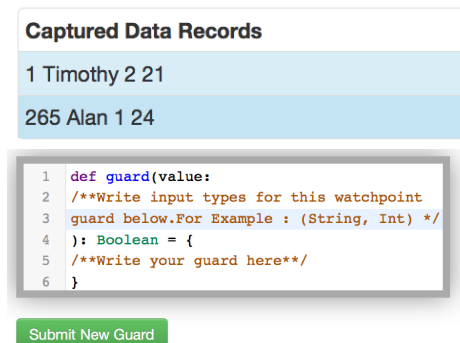 Captured Data Records
1 Timothy 2 21
265 Alan 1 24
1 def guard(value:
2 /**Write input types for this watchpoint
3 guard below.For Example : (String, Int) */
4 ): Boolean = {
5 /**Write your guard here**/
6 }
Submit New Guard